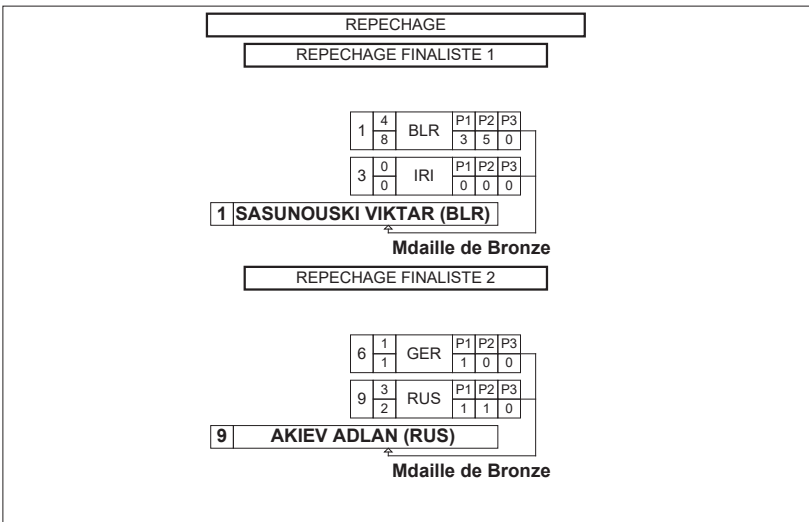 REPECHAGE
REPECHAGE FINALISTE 1
1 4 8 BLR P1 P2 P3 3 5 0
3 0 0 IRI P1 P2 P3 0 0 0
1 SASUNOUSKI VIKTAR (BLR)
Mdaille de Bronze
REPECHAGE FINALISTE 2
6 1 1 GER P1 P2 P3 1 0 0
9 3 2 RUS P1 P2 P3 1 1 0
9 AKIEV ADLAN (RUS)
Mdaille de Bronze